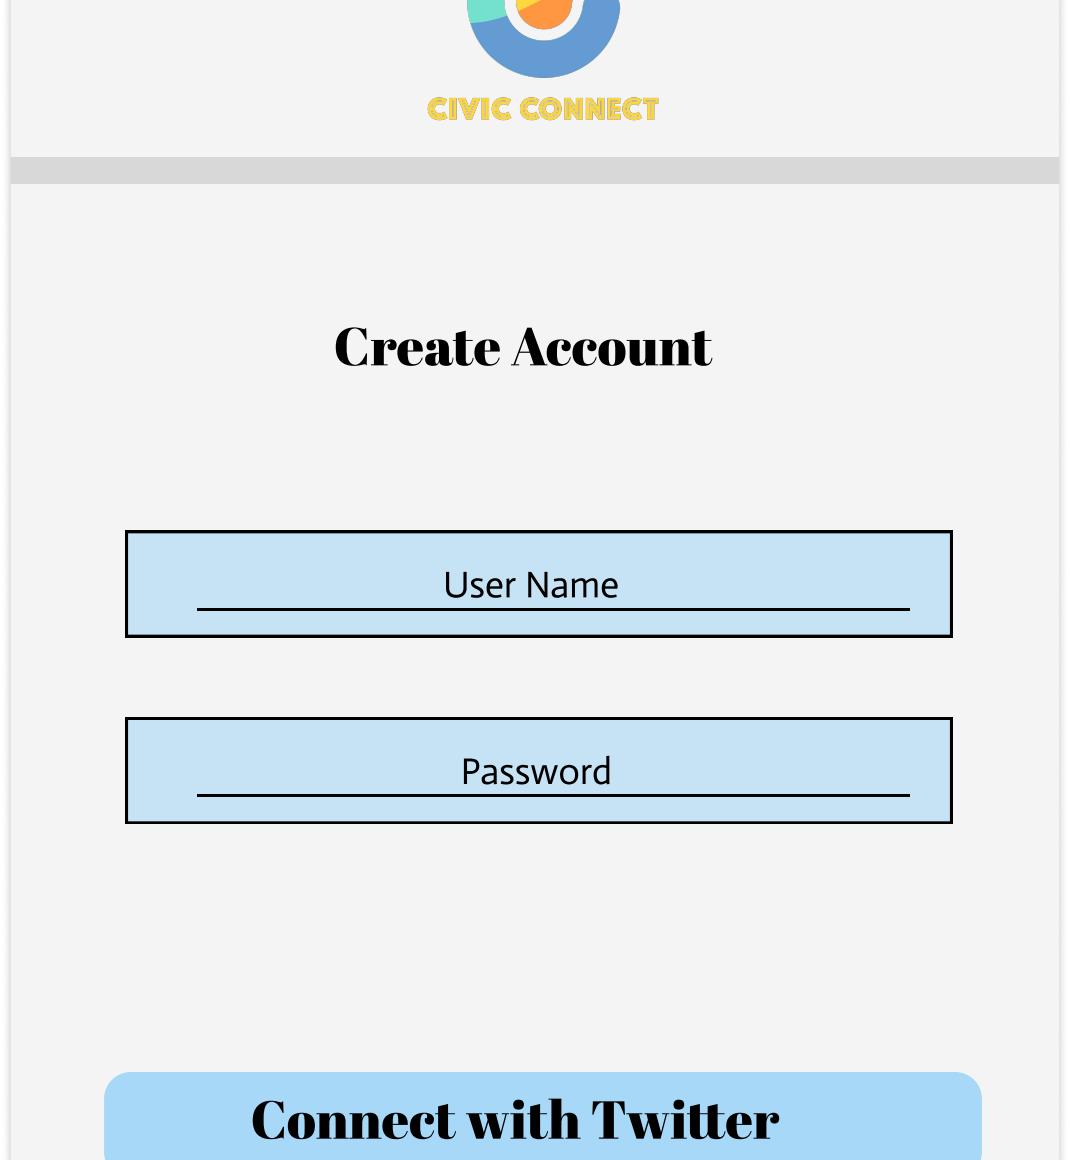 CIVIC CONNECT
Create Account
User Name
Password
Connect with Twitter